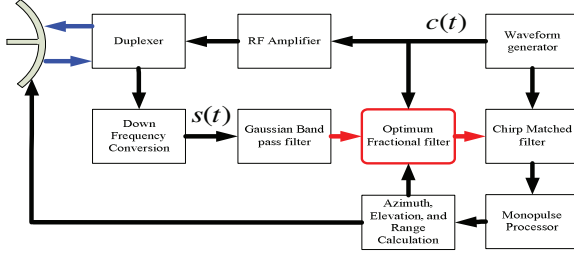 c(t)
Duplexer
RF Amplifier
Waveform
generator
s(t)
Down
Frequency
Conversion
Gaussian Band
pass filter
Optimum
Fractional filter
Chirp Matched
filter
Azimuth,
Elevation, and
Range
Calculation
Monopulse
Processor